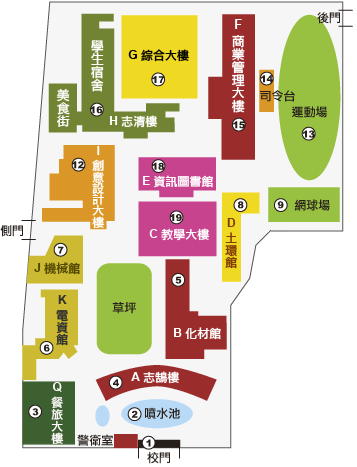 後門
F 商業管理大樓
G 綜合大樓
17
學生宿舍
16
美食街
H 志清樓
14
司令台
運動場
13
15
I 創意設計大樓
12
18
E 資訊圖書館
19
C 教學大樓
8
D 土環館
9 網球場
側門
7
J 機械館
5
K 電資館
6
草坪
B 化材館
A 志鵠樓
4
Q 餐旅大樓
3
2 噴水池
警衛室
1
校門